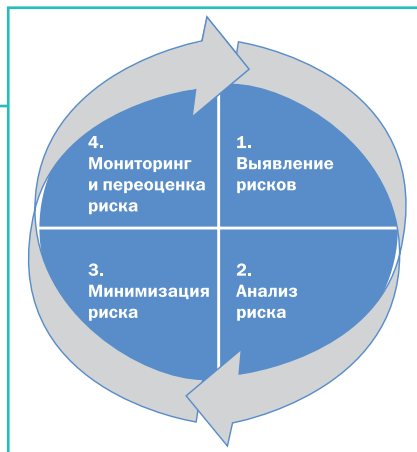 4.
Мониторинг
и переоценка
риска
1.
Выявление
рисков
3.
Минимизация
риска
2.
Анализ
риска